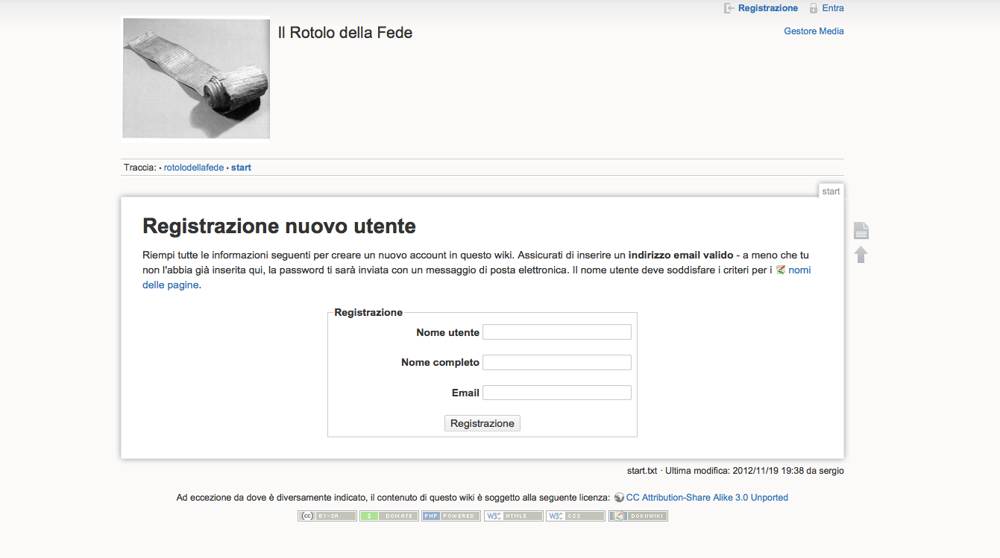 Registrazione Entra
Il Rotolo della Fede
Gestore Media
Traccia: • rotolodellafede • start
start
Registrazione nuovo utente
Riempi tutte le informazioni seguenti per creare un nuovo account in questo wiki. Assicurati di inserire un indirizzo email valido - a meno che tu
non l'abbia già inserita qui, la password ti sarà inviata con un messaggio di posta elettronica. Il nome utente deve soddisfare i criteri per i nomi
delle pagine.
Registrazione
Nome utente
Nome completo
Email
Registrazione
start.txt · Ultima modifica: 2012/11/19 19:38 da sergio
Ad eccezione da dove è diversamente indicato, il contenuto di questo wiki è soggetto alla seguente licenza: CC Attribution-Share Alike 3.0 Unported
(cc) BY-SA $ DONATE PHP POWERED W3C HTML5 W3C CSS DOKUWIKI